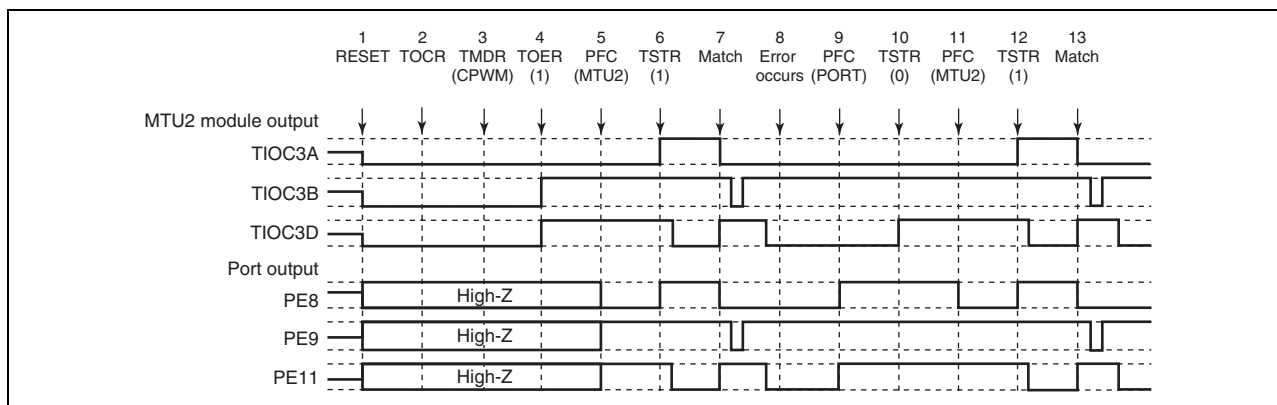 1 2 3 4 5 6 7 8 9 10 11 12 13
RESET TOCR TMDR TOER PFC TSTR Match Error PFC TSTR PFC TSTR Match
(CPWM) (1) (MTU2) (1) occurs (PORT) (0) (MTU2) (1)
MTU2 module output
TIOC3A
TIOC3B
TIOC3D
Port output
PE8 High-Z
PE9 High-Z
PE11 High-Z